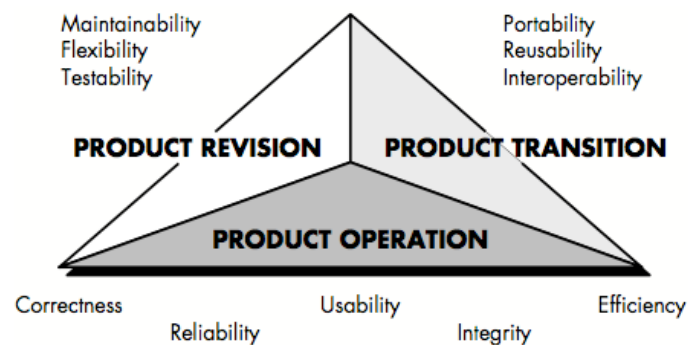 Maintainability
Flexibility
Testability
Portability
Reusability
Interoperability
PRODUCT REVISION
PRODUCT TRANSITION
PRODUCT OPERATION
Correctness
Usability
Efficiency
Reliability
Integrity